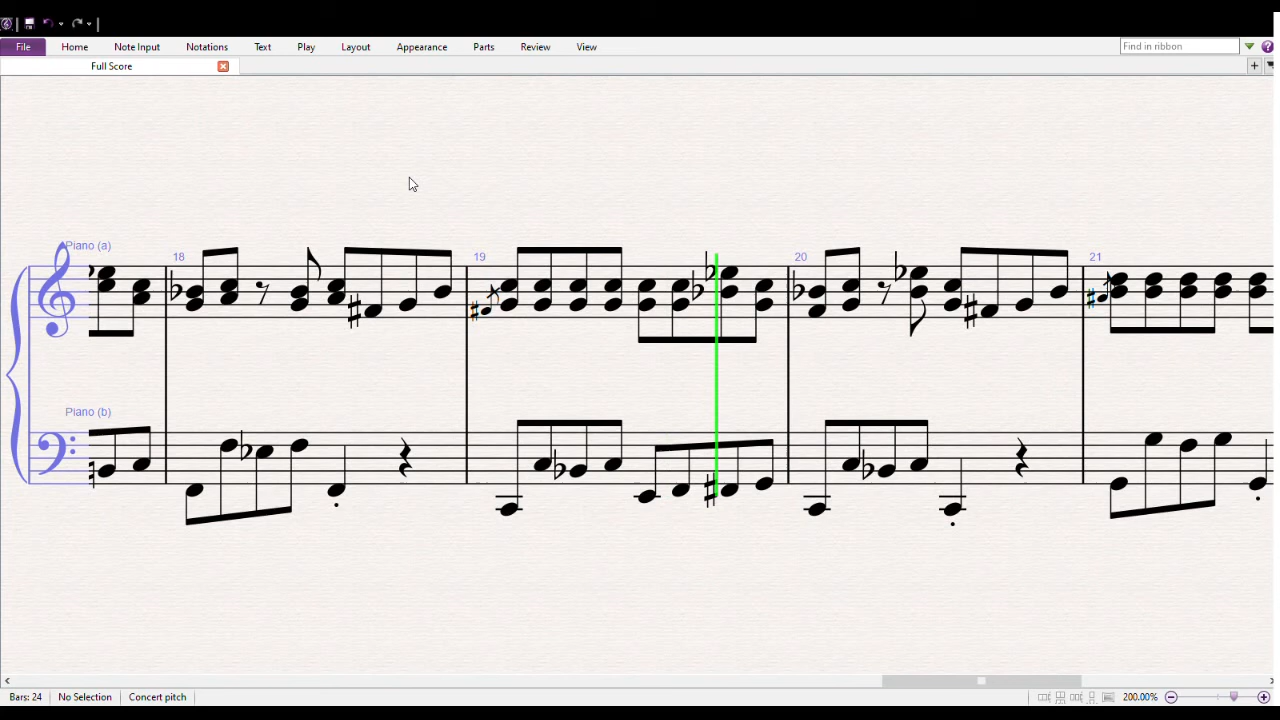 File Home Note Input Notations Text Play Layout Appearance Parts Review View Find in ribbon ?
Full Score
Piano (a)
18 19 20 21
Piano (b)
Bars: 24 No Selection Concert pitch 200.00%